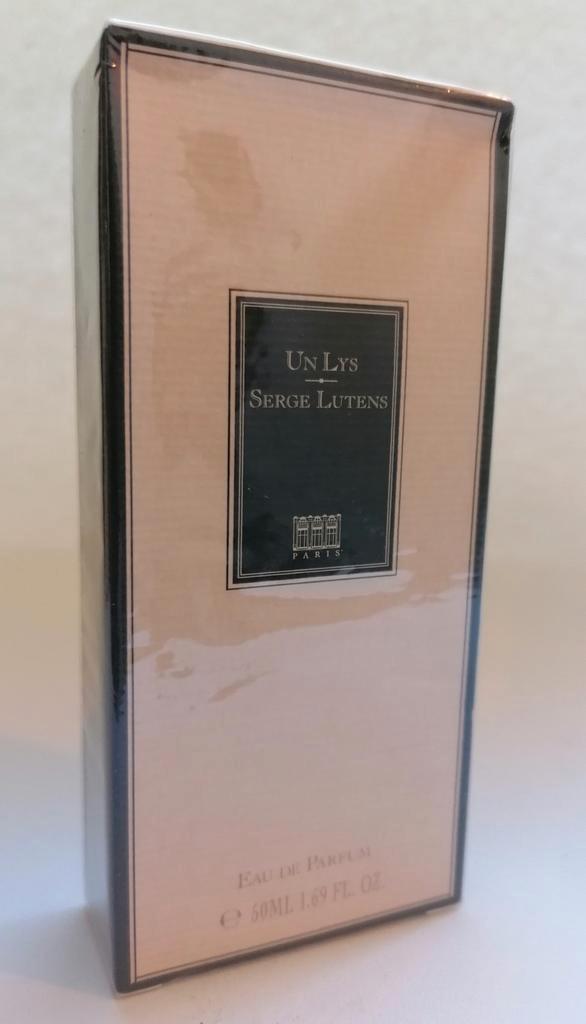 UN LYS
SERGE LUTENS
PARIS
EAU DE PARFUM
℮ 50ML 1.69 FL. OZ.